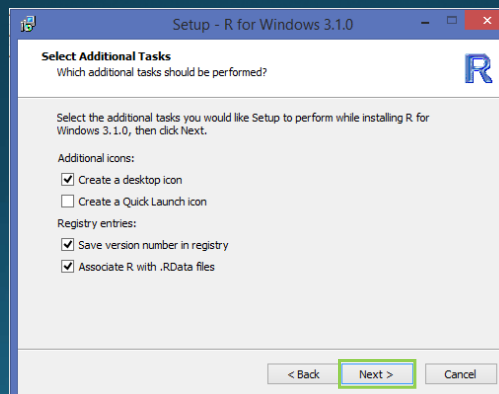 Setup - R for Windows 3.1.0
Select Additional Tasks
Which additional tasks should be performed?
R
Select the additional tasks you would like Setup to perform while installing R for
Windows 3.1.0, then click Next.
Additional icons:
Create a desktop icon
Create a Quick Launch icon
Registry entries:
Save version number in registry
Associate R with .RData files
< Back
Next >
Cancel